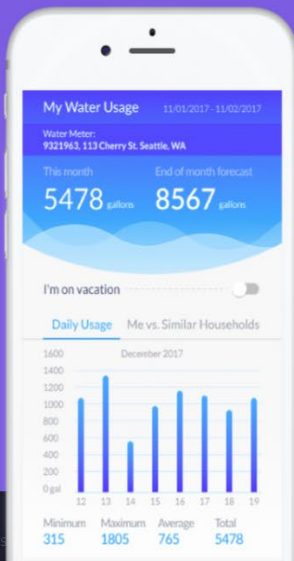 My Water Usage 11/01/2017 - 11/02/2017
Water Meter:
9321963, 113 Cherry St. Seattle, WA
This month End of month forecast
5478 gallons 8567 gallons
I'm on vacation
Daily Usage Me vs. Similar Households
1600 December 2017
1400
1200
1000
800
600
400
200
0 gal
12 13 14 15 16 17 18 19
Minimum Maximum Average Total
315 1805 765 5478